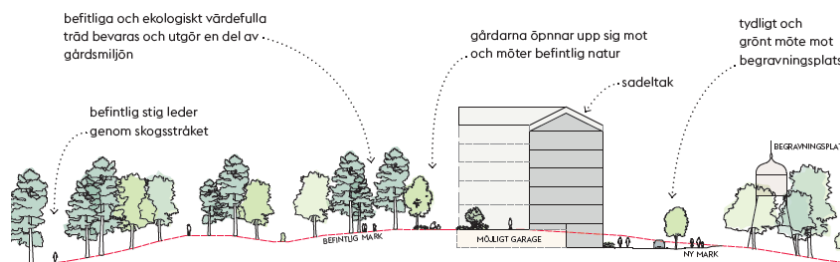 befitliga och ekologiskt värdefulla
träd bevaras och utgör en del av
gårdsmiljön
gårdarna öpnnar upp sig mot
och möter befintlig natur
tydligt och
grönt möte mot
begravningsplats
sadeltak
befintlig stig leder
genom skogsstråket
BEGRAVNINGSPLAT
BEFINTLIG MARK
MÖJLIGT GARAGE
NY MARK